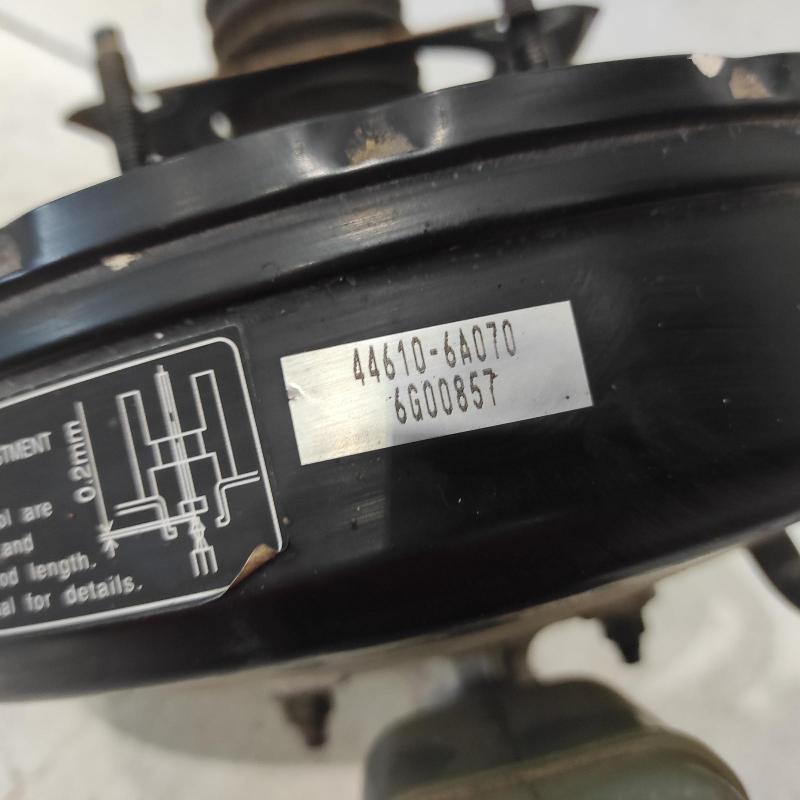 44610-6A070
6G00857
STMENT
0.2mm
ol are
and
od length.
al for details.